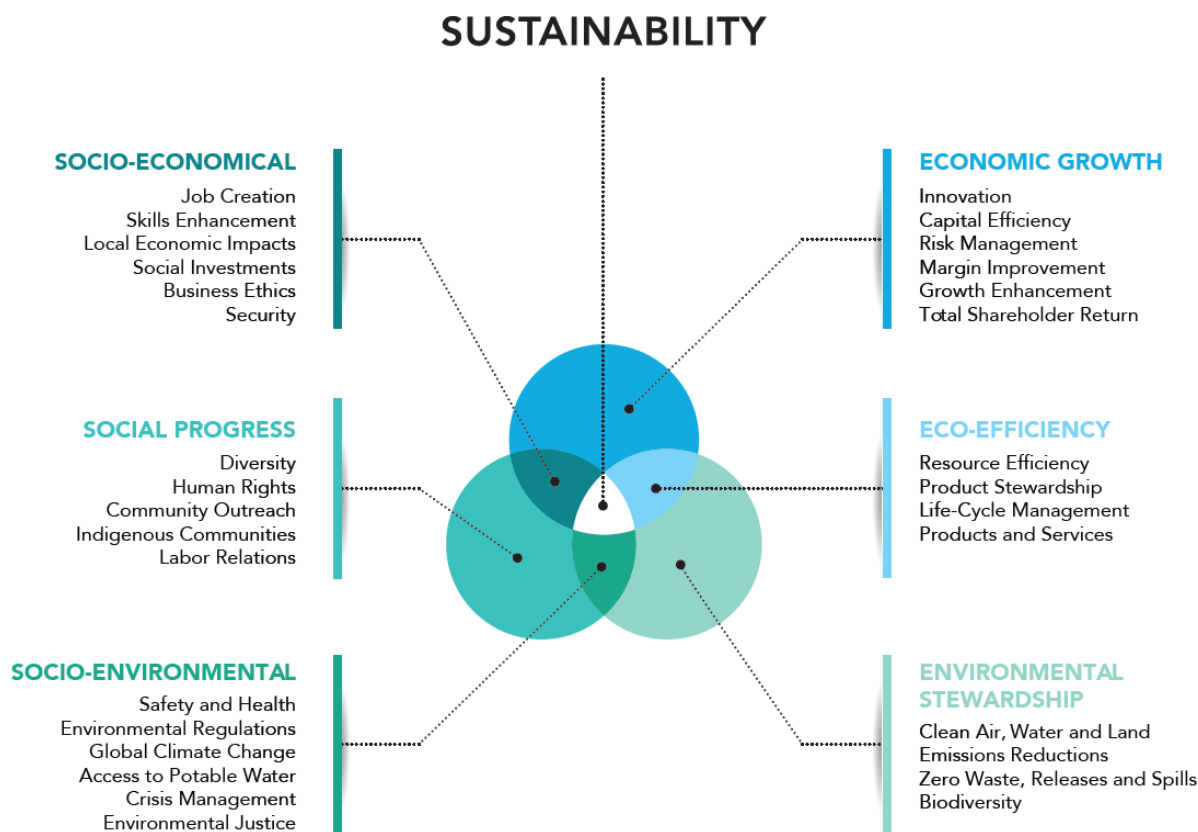 SUSTAINABILITY
SOCIO-ECONOMICAL
Job Creation
Skills Enhancement
Local Economic Impacts
Social Investments
Business Ethics
Security
ECONOMIC GROWTH
Innovation
Capital Efficiency
Risk Management
Margin Improvement
Growth Enhancement
Total Shareholder Return
SOCIAL PROGRESS
Diversity
Human Rights
Community Outreach
Indigenous Communities
Labor Relations
ECO-EFFICIENCY
Resource Efficiency
Product Stewardship
Life-Cycle Management
Products and Services
SOCIO-ENVIRONMENTAL
Safety and Health
Environmental Regulations
Global Climate Change
Access to Potable Water
Crisis Management
Environmental Justice
ENVIRONMENTAL
STEWARDSHIP
Clean Air, Water and Land
Emissions Reductions
Zero Waste, Releases and Spills
Biodiversity